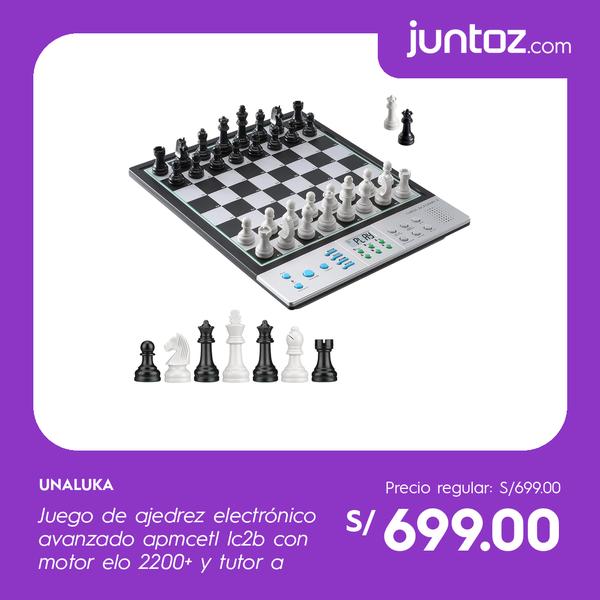 juntoz.com
PLAY
UNALUKA
Juego de ajedrez electrónico
avanzado apmcetl lc2b con
motor elo 2200+ y tutor a
Precio regular: S/699.00
S/ 699.00